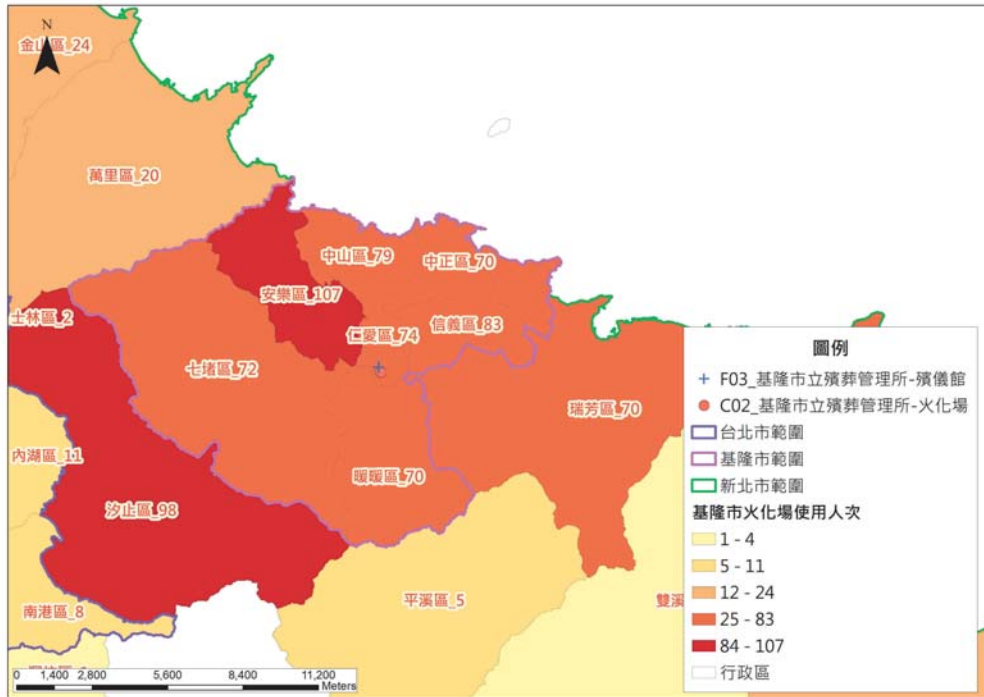 N
金山區_24
萬里區_20
中山區_79
中正區_70
安樂區_107
士林區_2
仁愛區_74
信義區_83
七堵區_72
瑞芳區_70
內湖區_11
暖暖區_70
汐止區_98
平溪區_5
雙溪
南港區_8
0 1,400 2,800 5,600 8,400 11,200
Meters
圖例
F03_基隆市立殯葬管理所-殯儀館
C02_基隆市立殯葬管理所-火化場
台北市範圍
基隆市範圍
新北市範圍
基隆市火化場使用人次
1 - 4
5 - 11
12 - 24
25 - 83
84 - 107
行政區